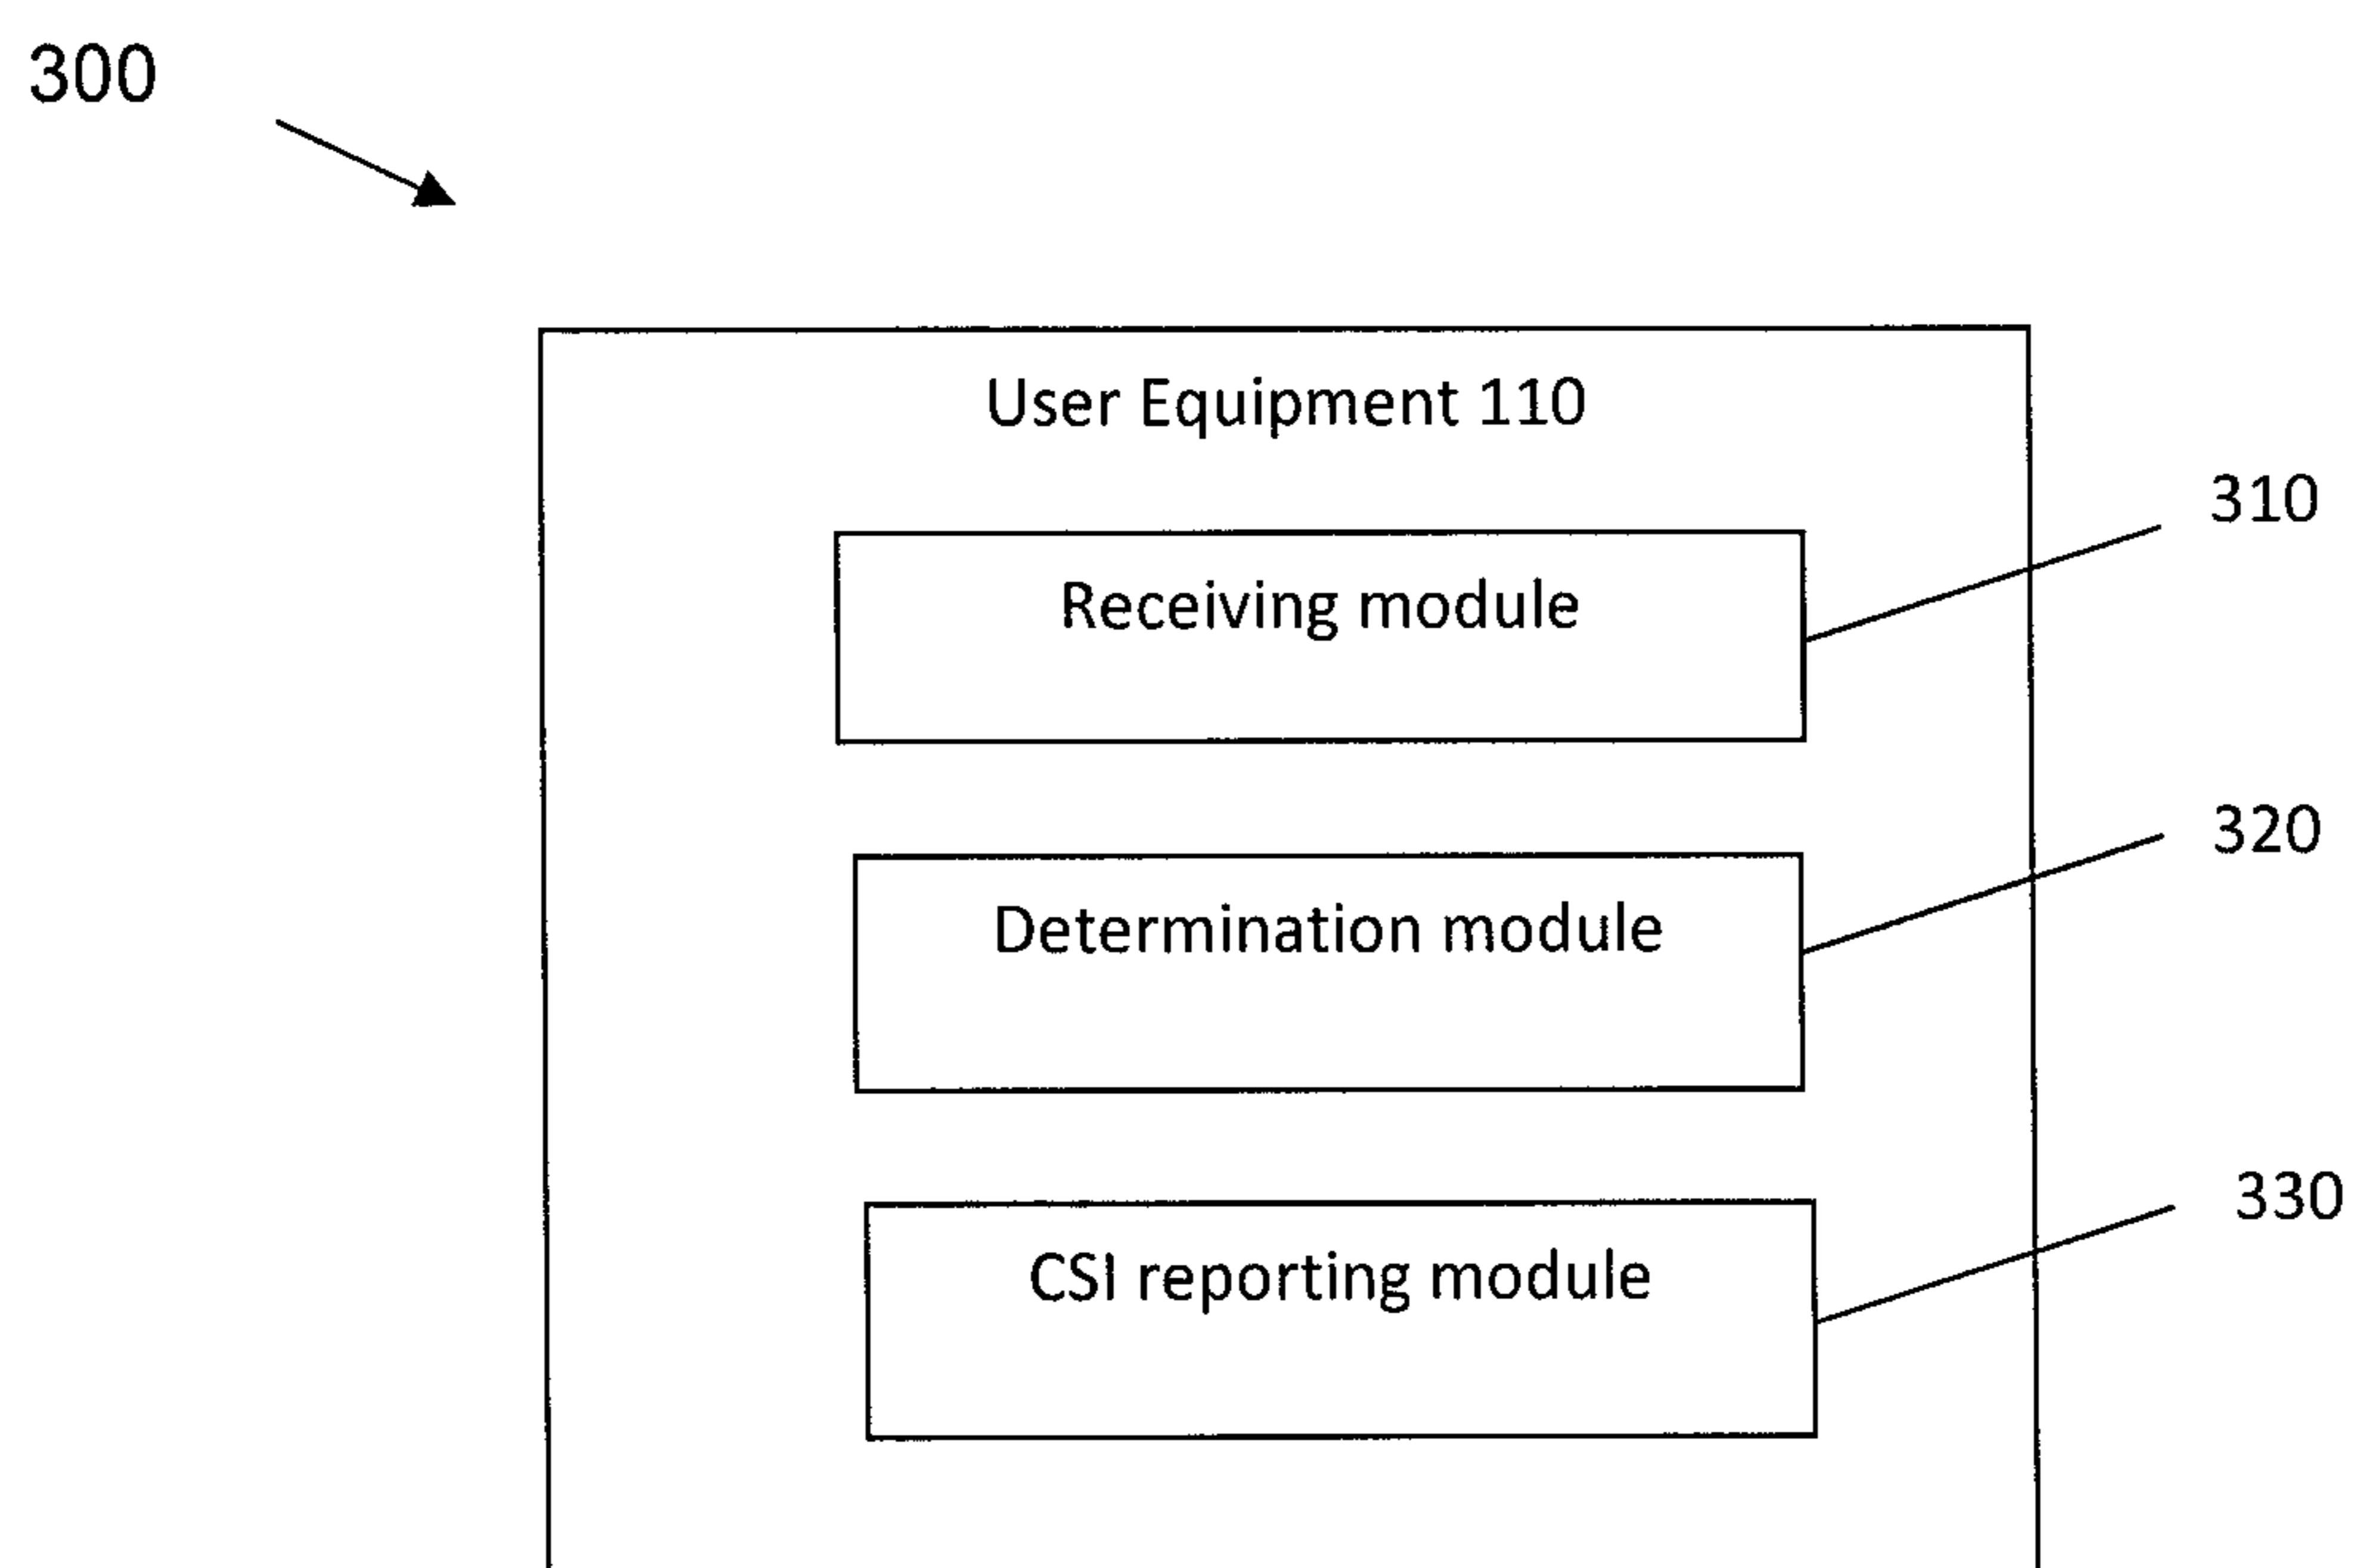 300
User Equipment 110
310
Receiving module
320
Determination module
330
CSI reporting module